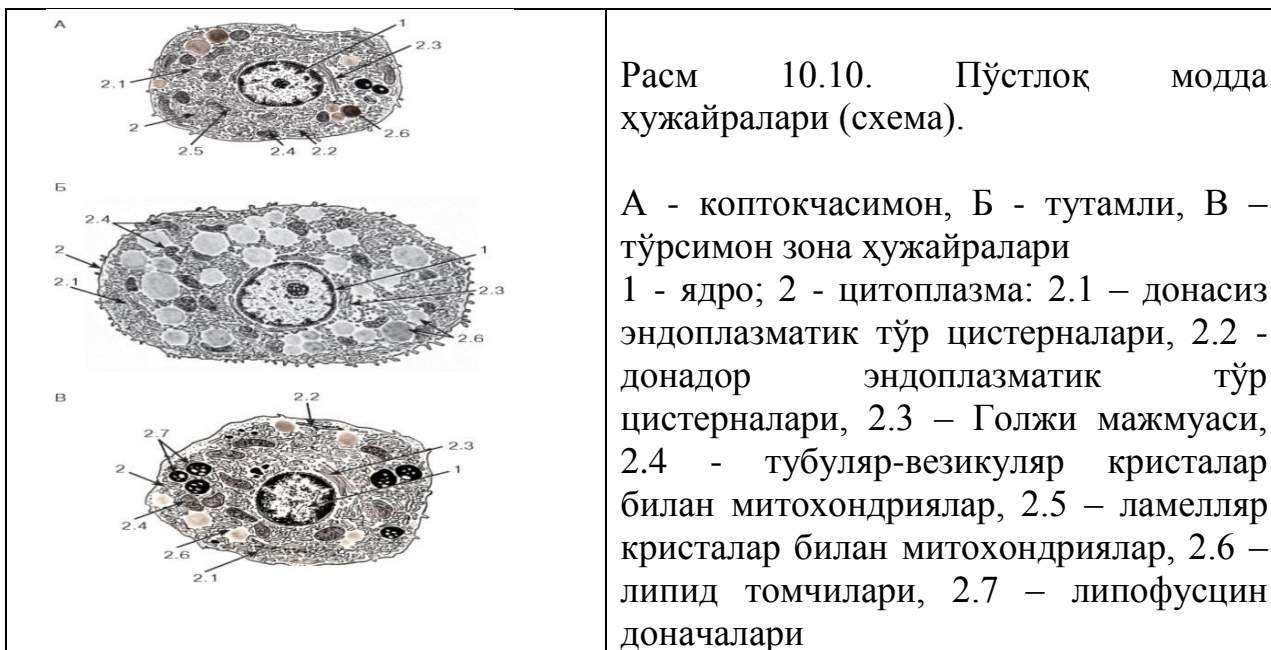 А
1
2.3
2.1
2
2.6
2.5
2.4
2.2
Б
2.4
2
1
2.1
2.3
2.6
В
2.2
2.7
2.3
2
1
2.4
2.6
2.1
Расм 10.10. Пўстлоқ модда
ҳужайралари (схема).
А - коптокчасимон, Б - тутамли, В –
тўрсимон зона ҳужайралари
1 - ядро; 2 - цитоплазма: 2.1 – донасиз
эндоплазматик тўр цистерналари, 2.2 -
донадор эндоплазматик тўр
цистерналари, 2.3 – Голжи мажмуаси,
2.4 - тубуляр-везикуляр кристалар
билан митохондриялар, 2.5 – ламелляр
кристалар билан митохондриялар, 2.6 –
липид томчилари, 2.7 – липофусцин
доначалари